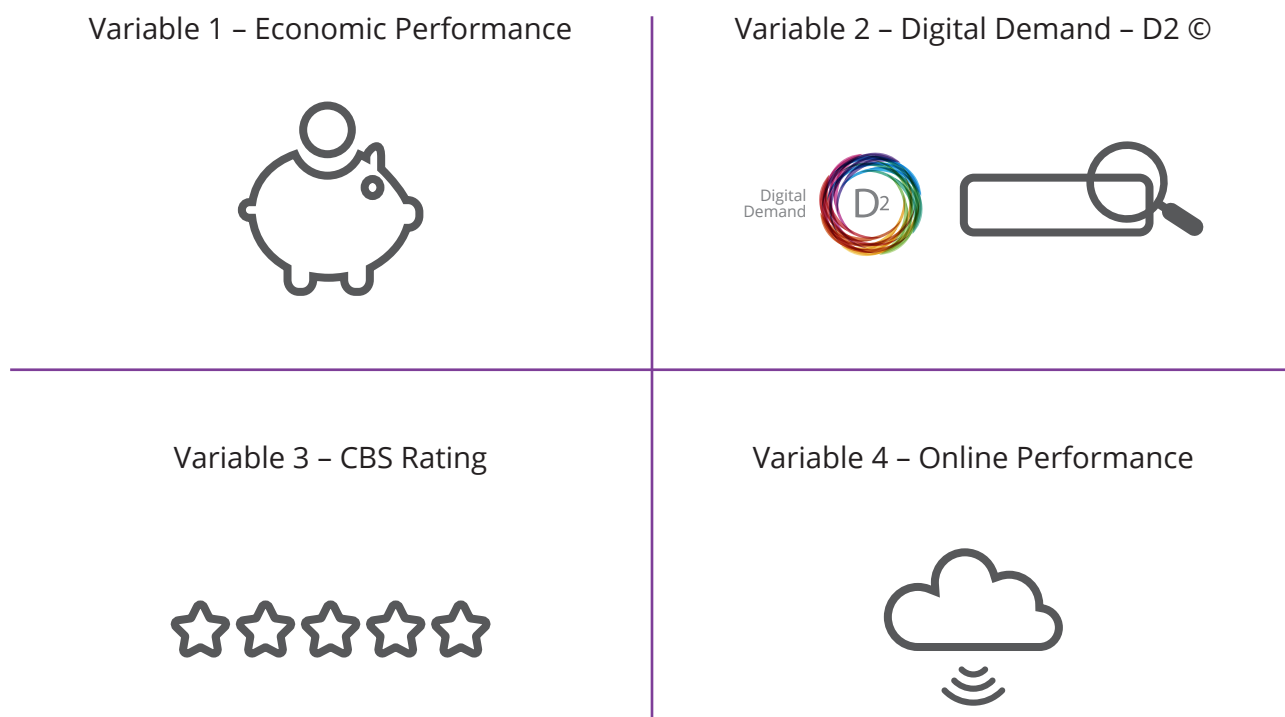 Variable 1 – Economic Performance
Variable 2 – Digital Demand – D2 ©
Digital
Demand
D2
Variable 3 – CBS Rating
Variable 4 – Online Performance